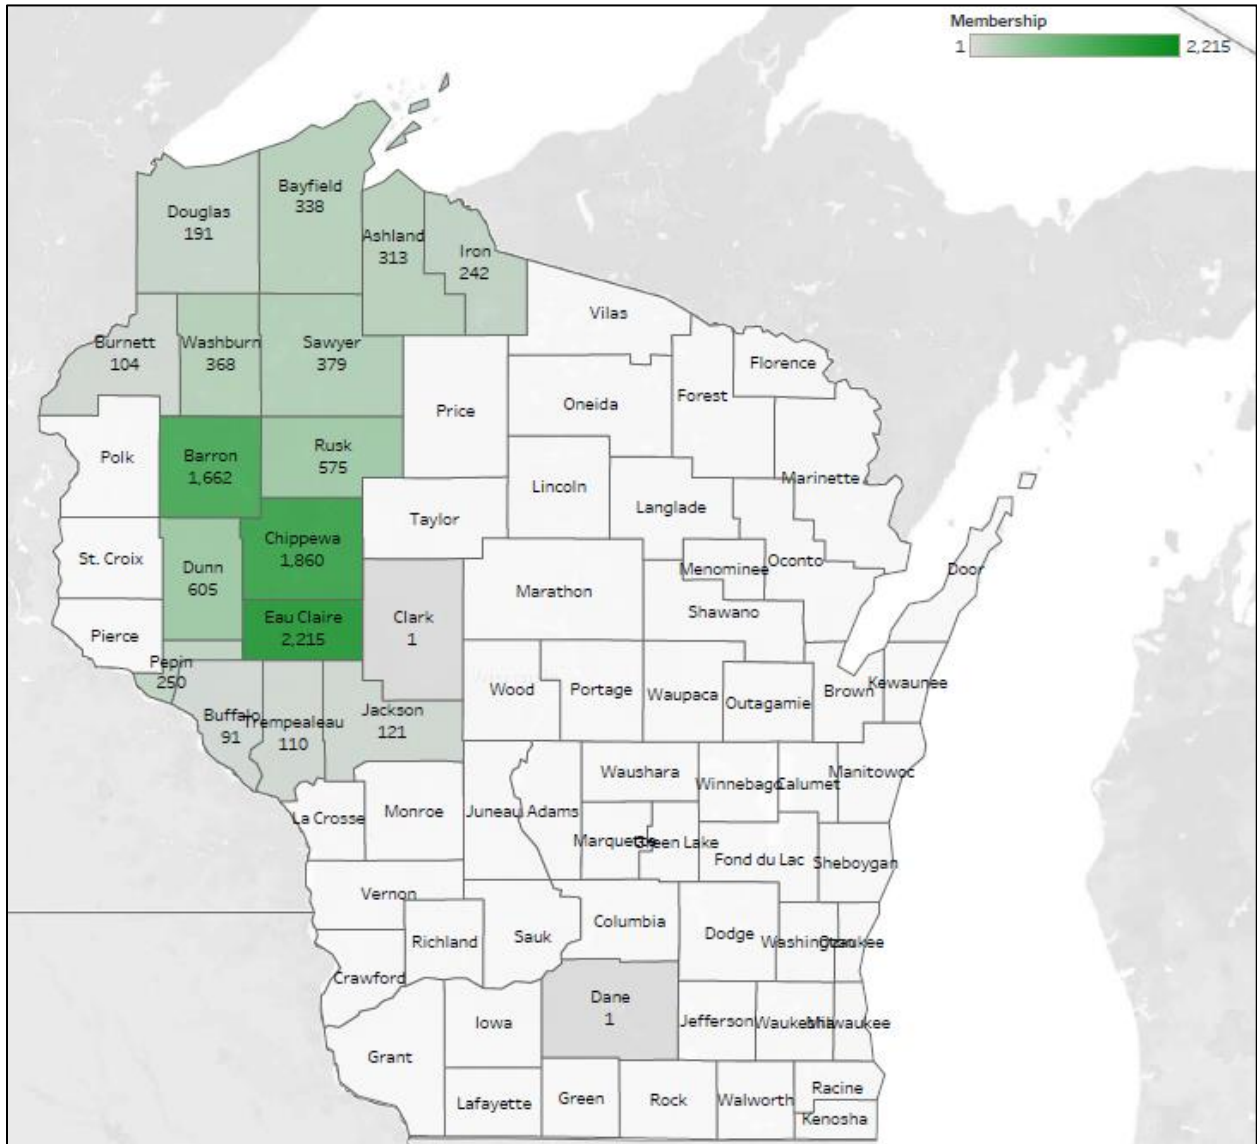 Membership
1 2,215
Bayfield
338
Douglas
191
Ashland
313
Iron
242
Vilas
Burnett
104
Washburn
368
Sawyer
379
Florence
Forest
Oneida
Price
Polk
Barron
1,662
Rusk
575
Marinette
Lincoln
Langlade
Taylor
St. Croix
Dunn
605
Chippewa
1,860
Menominee
Oconto
Door
Marathon
Shawano
Pierce
Eau Claire
2,215
Clark
1
Pepin
250
Wood
Portage
Waupaca
Outagamie
Brown
Kewaunee
Buffalo
91
Trempealeau
110
Jackson
121
Waushara
Winnebago
Calumet
Manitowoc
La Crosse
Monroe
Juneau
Adams
Marquette
Green Lake
Fond du Lac
Sheboygan
Vernon
Richland
Sauk
Columbia
Dodge
Washington
Ozaukee
Crawford
Dane
1
Iowa
Jefferson
Waukesha
Milwaukee
Grant
Lafayette
Green
Rock
Walworth
Racine
Kenosha